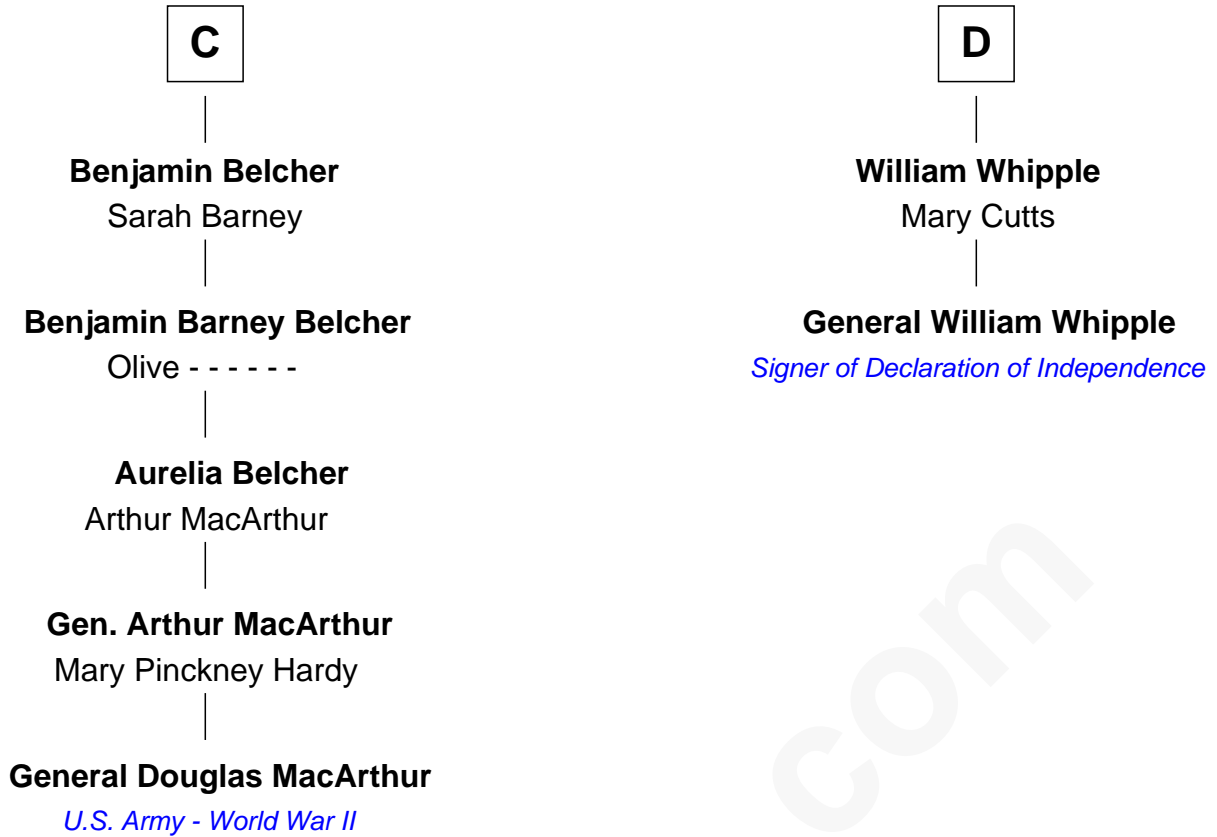 C
Benjamin Belcher
Sarah Barney
Benjamin Barney Belcher
Olive - - - - - -
Aurelia Belcher
Arthur MacArthur
Gen. Arthur MacArthur
Mary Pinckney Hardy
General Douglas MacArthur
U.S. Army - World War II
D
William Whipple
Mary Cutts
General William Whipple
Signer of Declaration of Independence
com